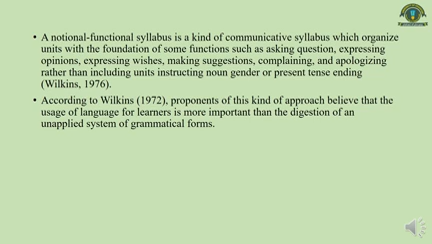 • A notional-functional syllabus is a kind of communicative syllabus which organize
units with the foundation of some functions such as asking question, expressing
opinions, expressing wishes, making suggestions, complaining, and apologizing
rather than including units instructing noun gender or present tense ending
(Wilkins, 1976).
• According to Wilkins (1972), proponents of this kind of approach believe that the
usage of language for learners is more important than the digestion of an
unapplied system of grammatical forms.